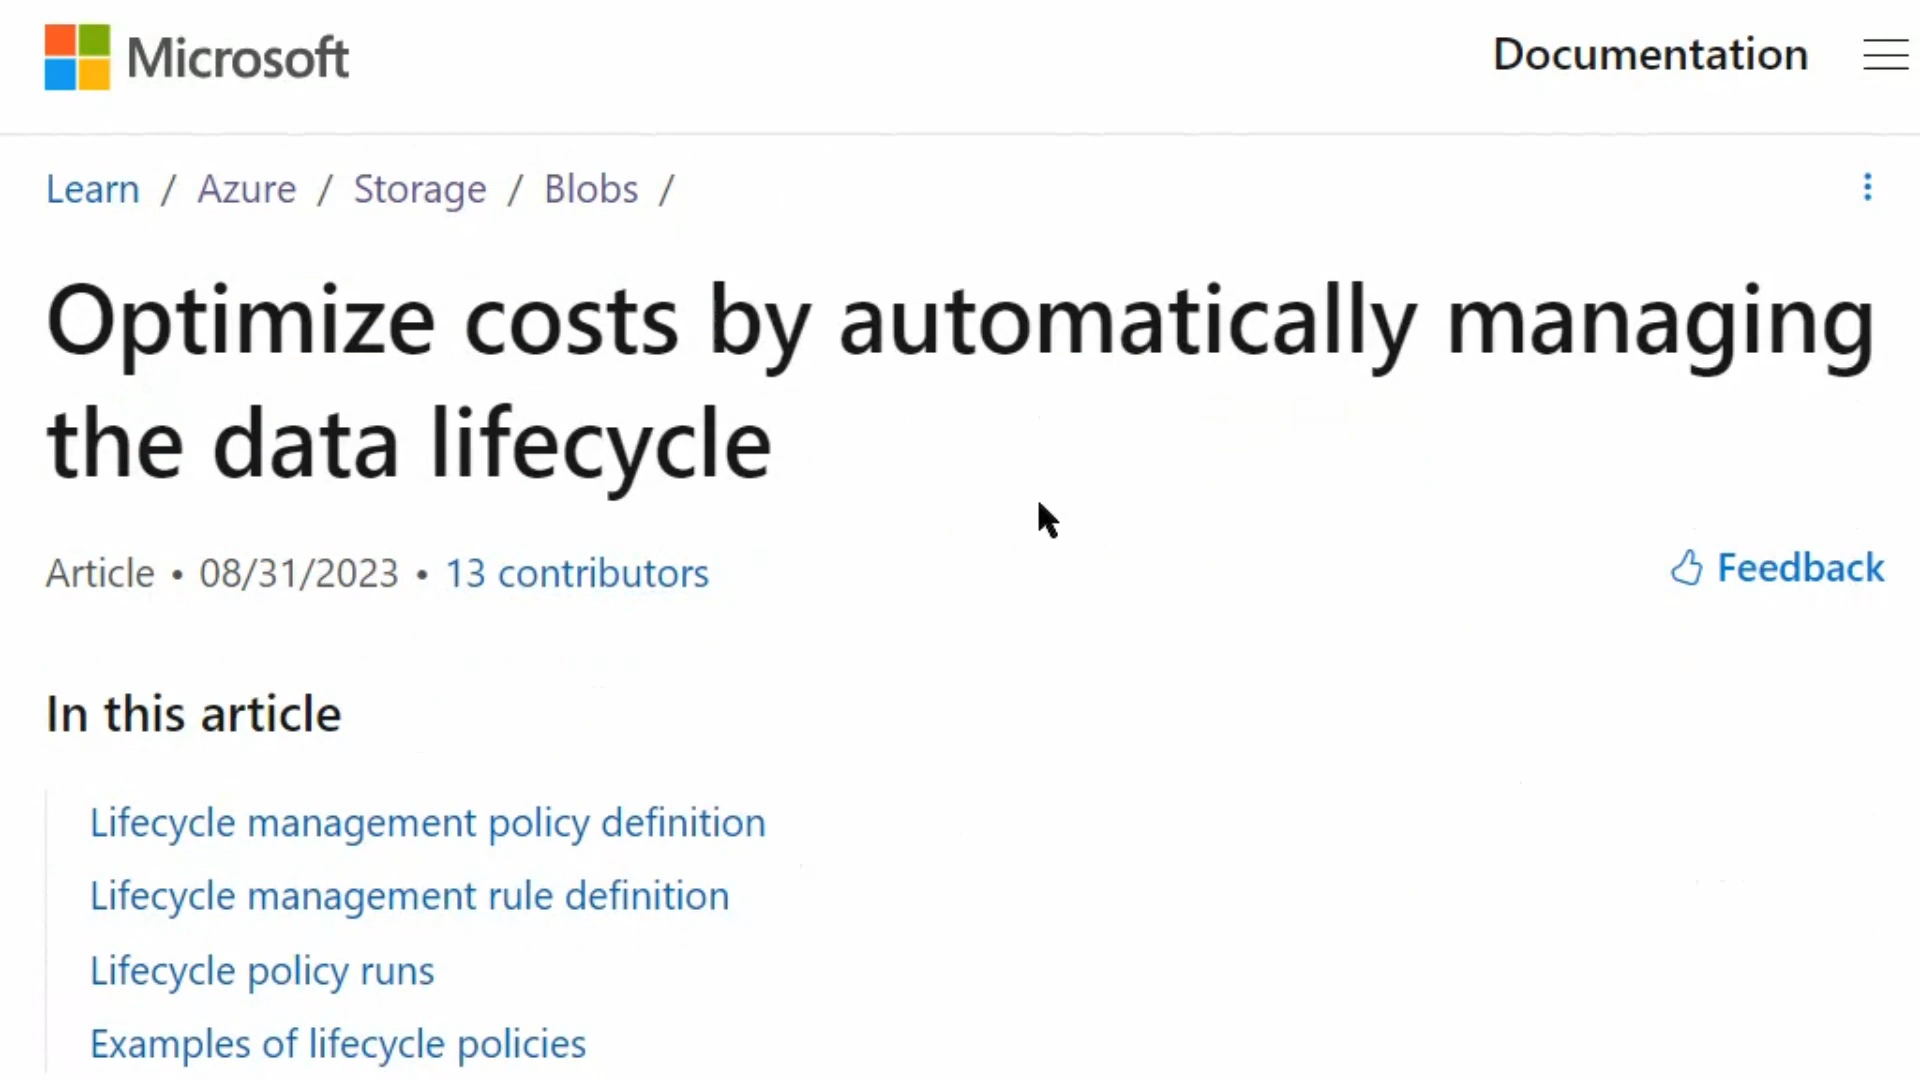 Microsoft
Documentation
Learn / Azure / Storage / Blobs /
Optimize costs by automatically managing
the data lifecycle
Article • 08/31/2023 • 13 contributors
Feedback
In this article
Lifecycle management policy definition
Lifecycle management rule definition
Lifecycle policy runs
Examples of lifecycle policies